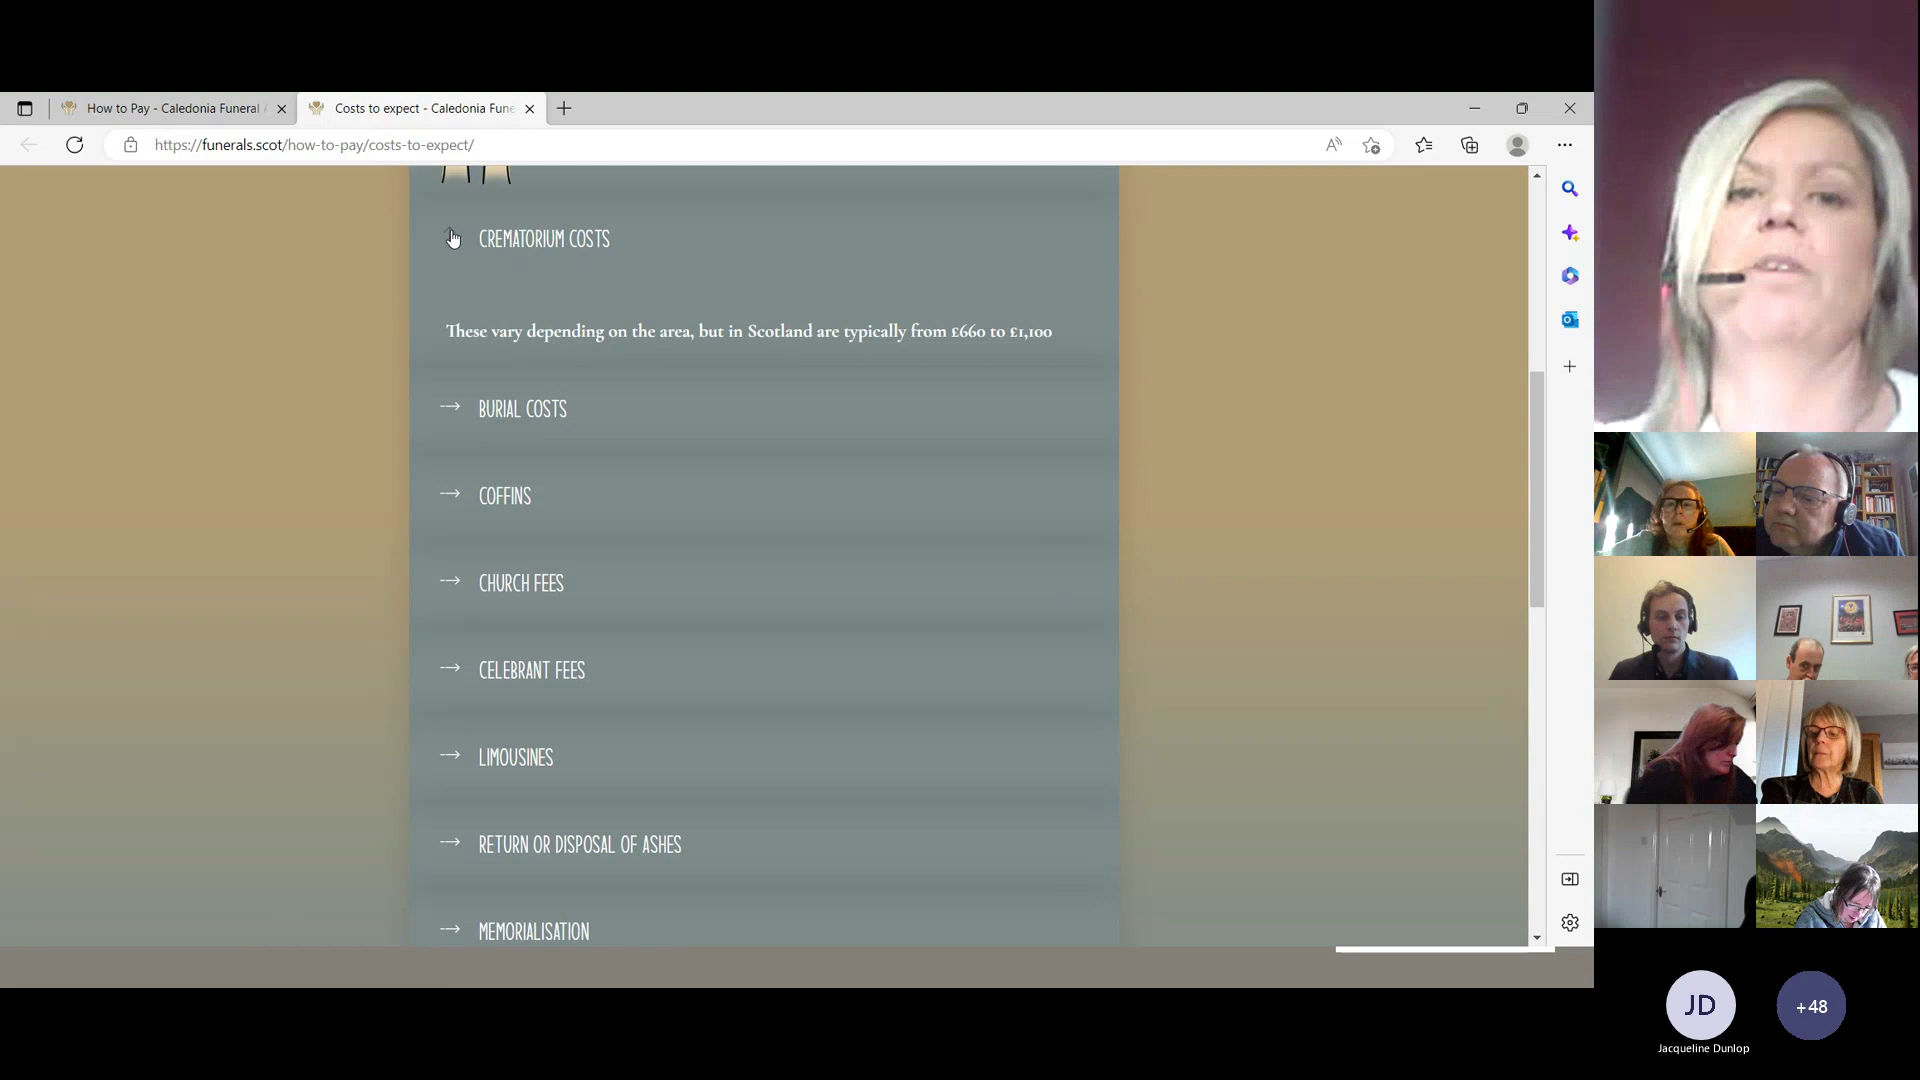 How to Pay - Caledonia Funeral A
Costs to expect - Caledonia Fune
https://funerals.scot/how-to-pay/costs-to-expect/
CREMATORIUM COSTS
These vary depending on the area, but in Scotland are typically from £660 to £1,100
BURIAL COSTS
COFFINS
CHURCH FEES
CELEBRANT FEES
LIMOUSINES
RETURN OR DISPOSAL OF ASHES
MEMORIALISATION
JD
+48
Jacqueline Dunlop